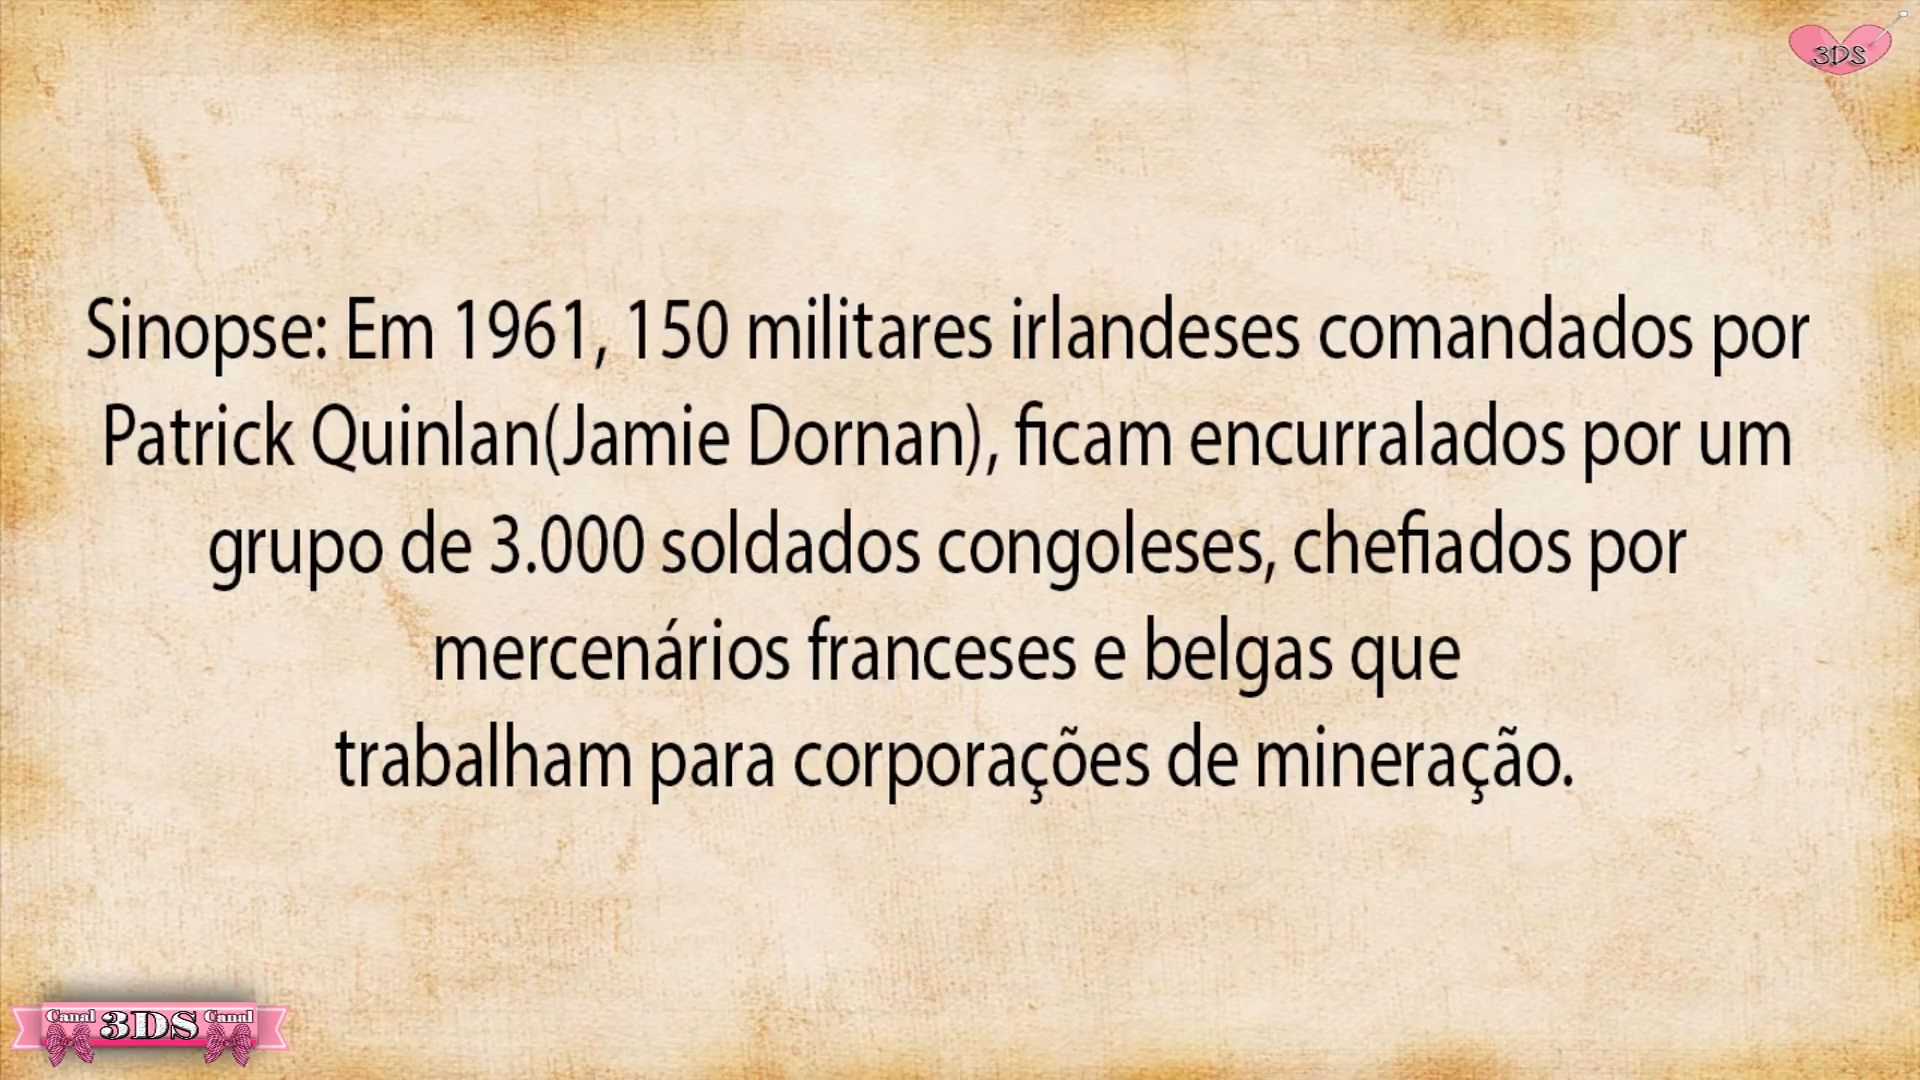 3DS
Sinopse: Em 1961, 150 militares irlandeses comandados por
Patrick Quinlan(Jamie Dornan), ficam encurralados por um
grupo de 3.000 soldados congoleses, chefiados por
mercenários franceses e belgas que
trabalham para corporações de mineração.
Canal 3DS Canal